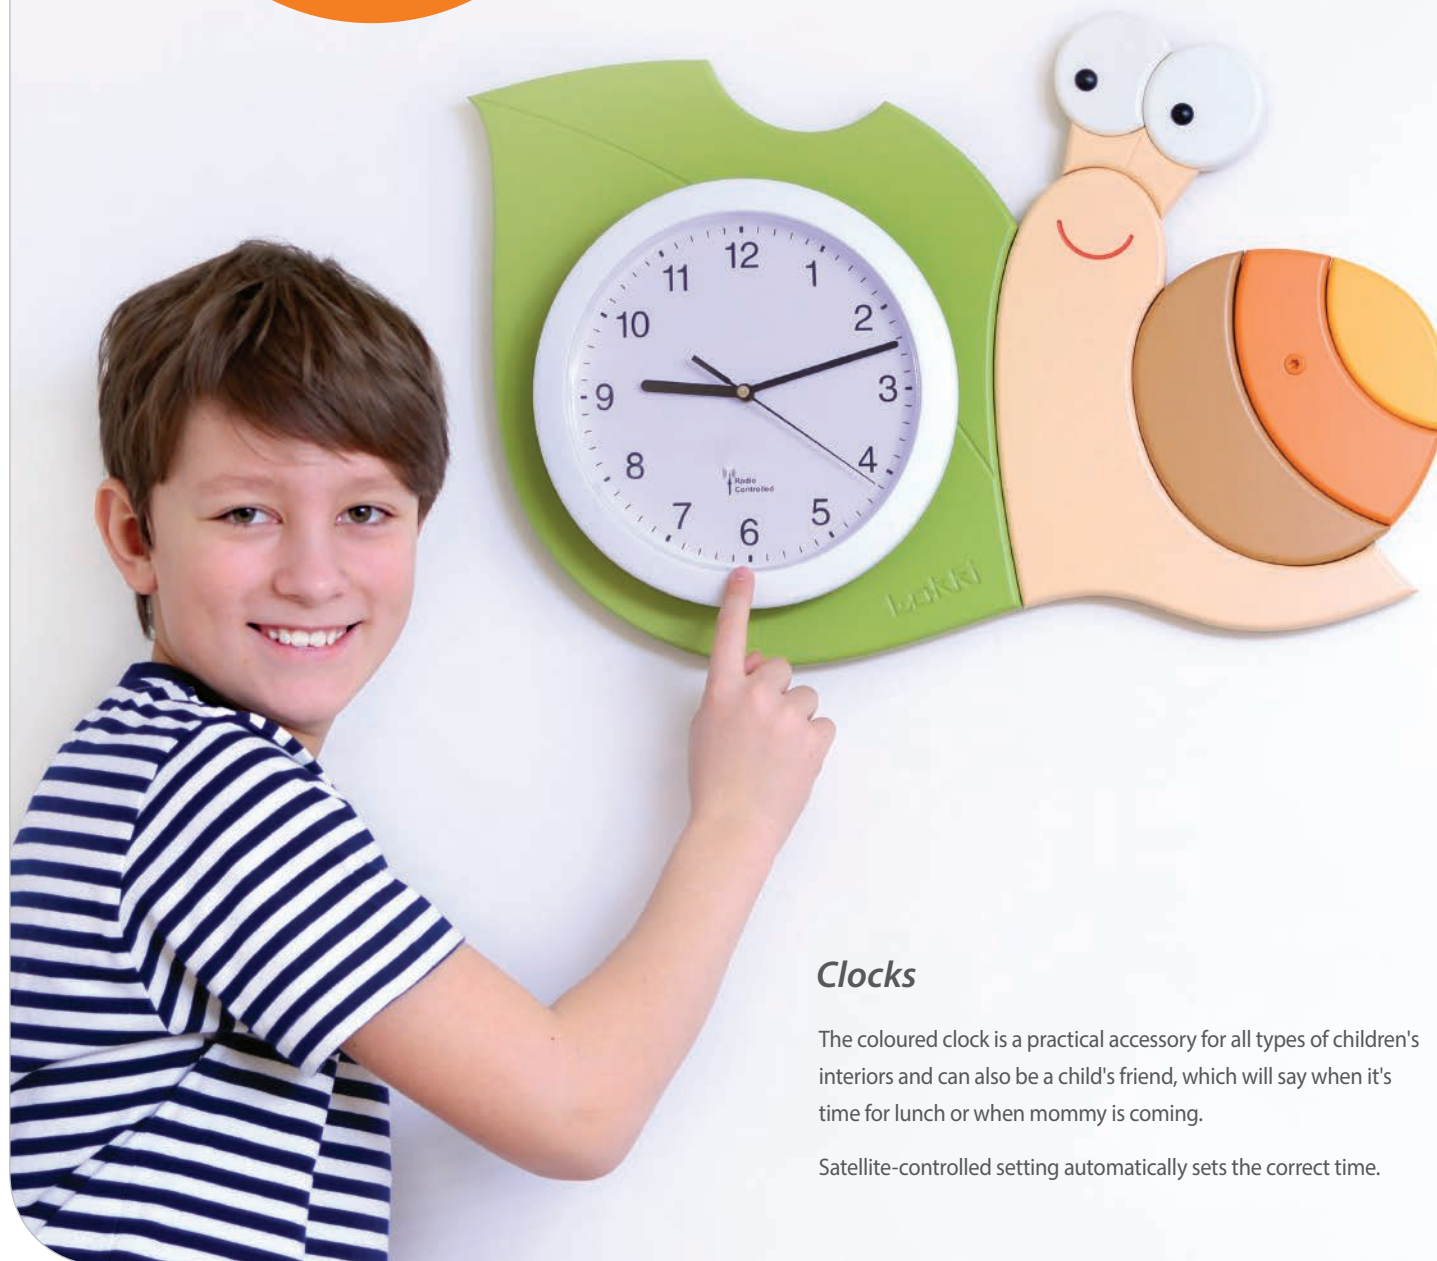 12
11
1
10
2
9
3
8
4
Radio
Controlled
7
5
6
Lokki
Clocks
The coloured clock is a practical accessory for all types of children's
interiors and can also be a child's friend, which will say when it's
time for lunch or when mommy is coming.
Satellite-controlled setting automatically sets the correct time.